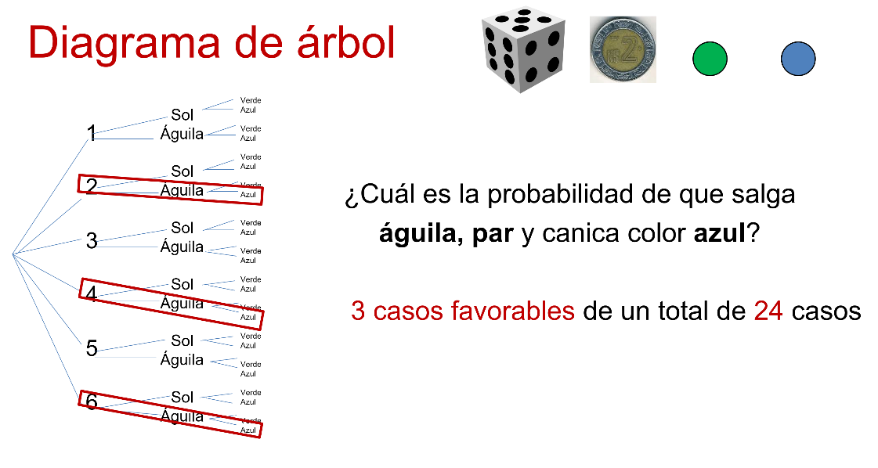 Diagrama de árbol
1
Sol
Verde
Azul
Águila
Verde
Azul
2
Sol
Verde
Azul
Águila
Verde
Azul
3
Sol
Verde
Azul
Águila
Verde
Azul
4
Sol
Verde
Azul
Águila
Verde
Azul
5
Sol
Verde
Azul
Águila
Verde
Azul
6
Sol
Verde
Azul
Águila
Verde
Azul
¿Cuál es la probabilidad de que salga
águila, par y canica color azul?
3 casos favorables de un total de 24 casos